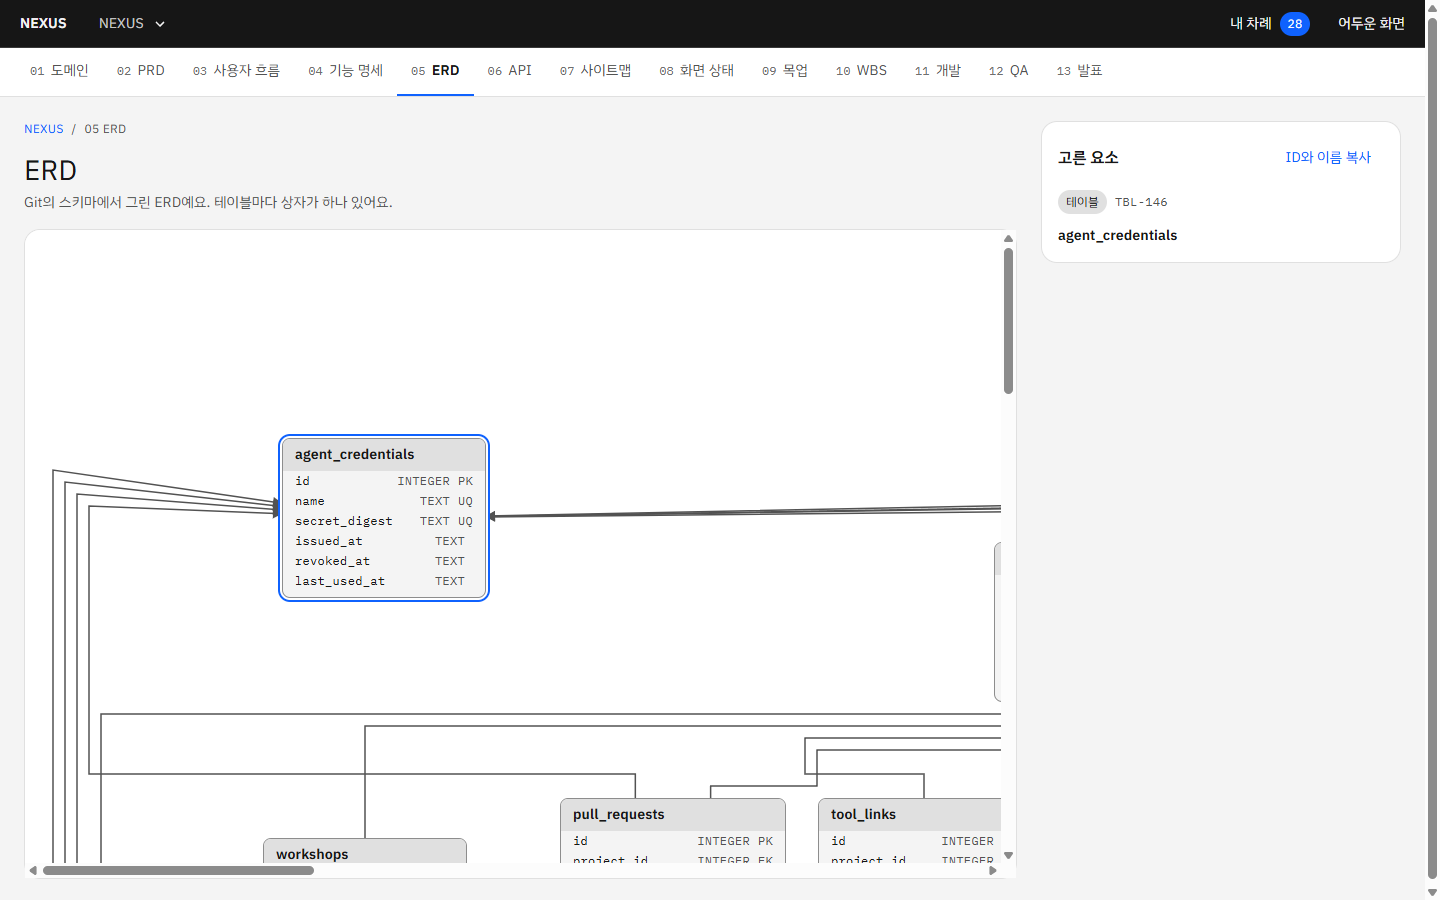 NEXUS NEXUS 내 차례 28 어두운 화면
01 도메인 02 PRD 03 사용자 흐름 04 기능 명세 05 ERD 06 API 07 사이트맵 08 화면 상태 09 목업 10 WBS 11 개발 12 QA 13 발표
NEXUS / 05 ERD
ERD
Git의 스키마에서 그린 ERD예요. 테이블마다 상자가 하나 있어요.
고른 요소 ID와 이름 복사
테이블 TBL-146
agent_credentials
agent_credentials
id INTEGER PK
name TEXT UQ
secret_digest TEXT UQ
issued_at TEXT
revoked_at TEXT
last_used_at TEXT
pull_requests
id INTEGER PK
project_id INTEGER FK
tool_links
id INTEGER
project_id INTEGER
workshops